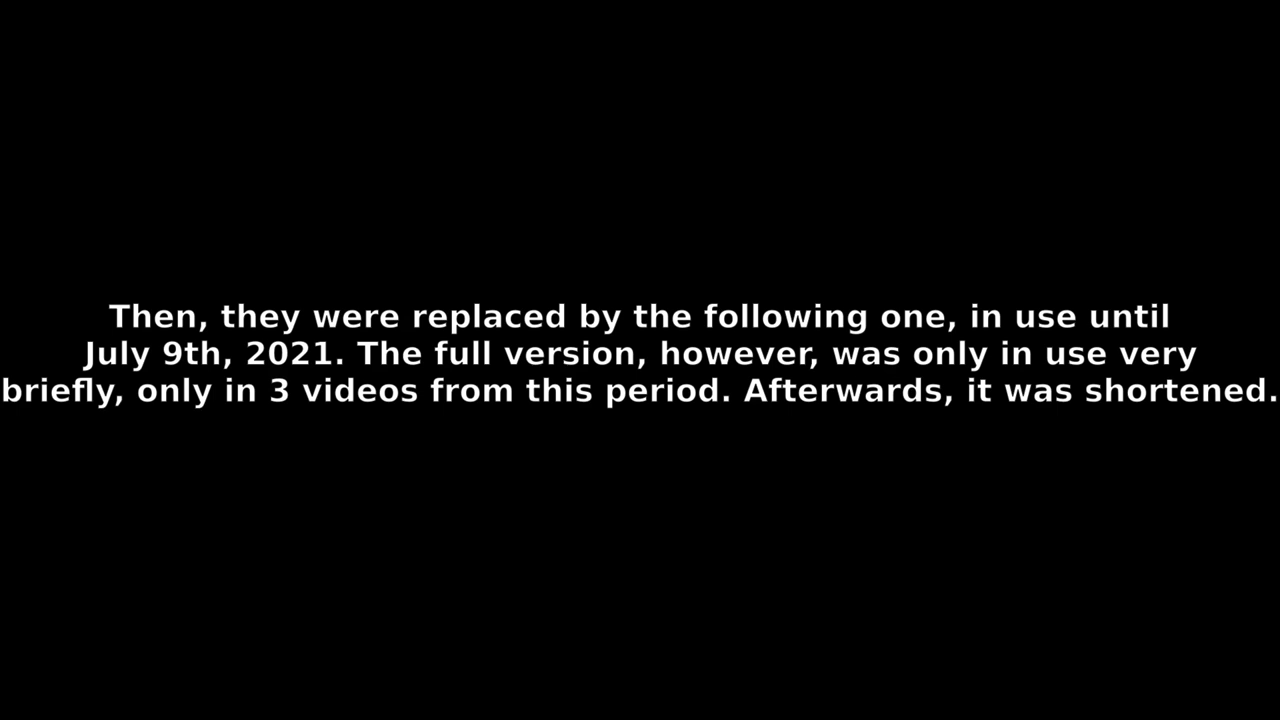 Then, they were replaced by the following one, in use until
July 9th, 2021. The full version, however, was only in use very
briefly, only in 3 videos from this period. Afterwards, it was shortened.